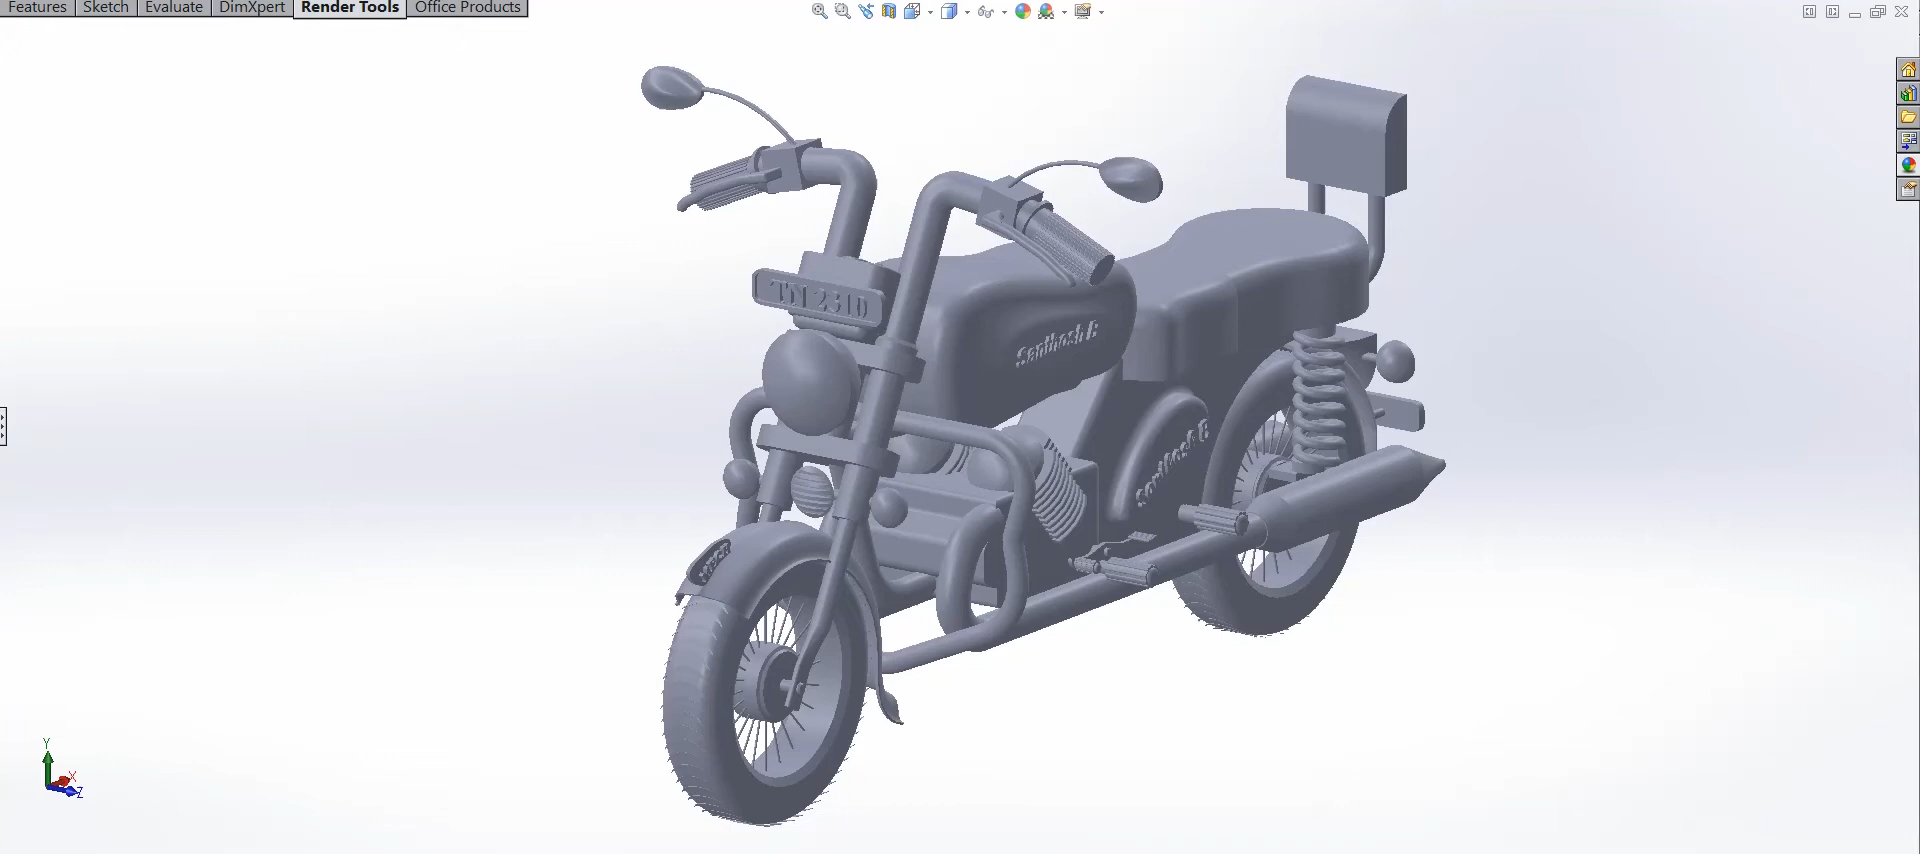 Features Sketch Evaluate DimXpert Render Tools Office Products
TN 2310
Santhosh B
Santhosh B
Y
X
Z